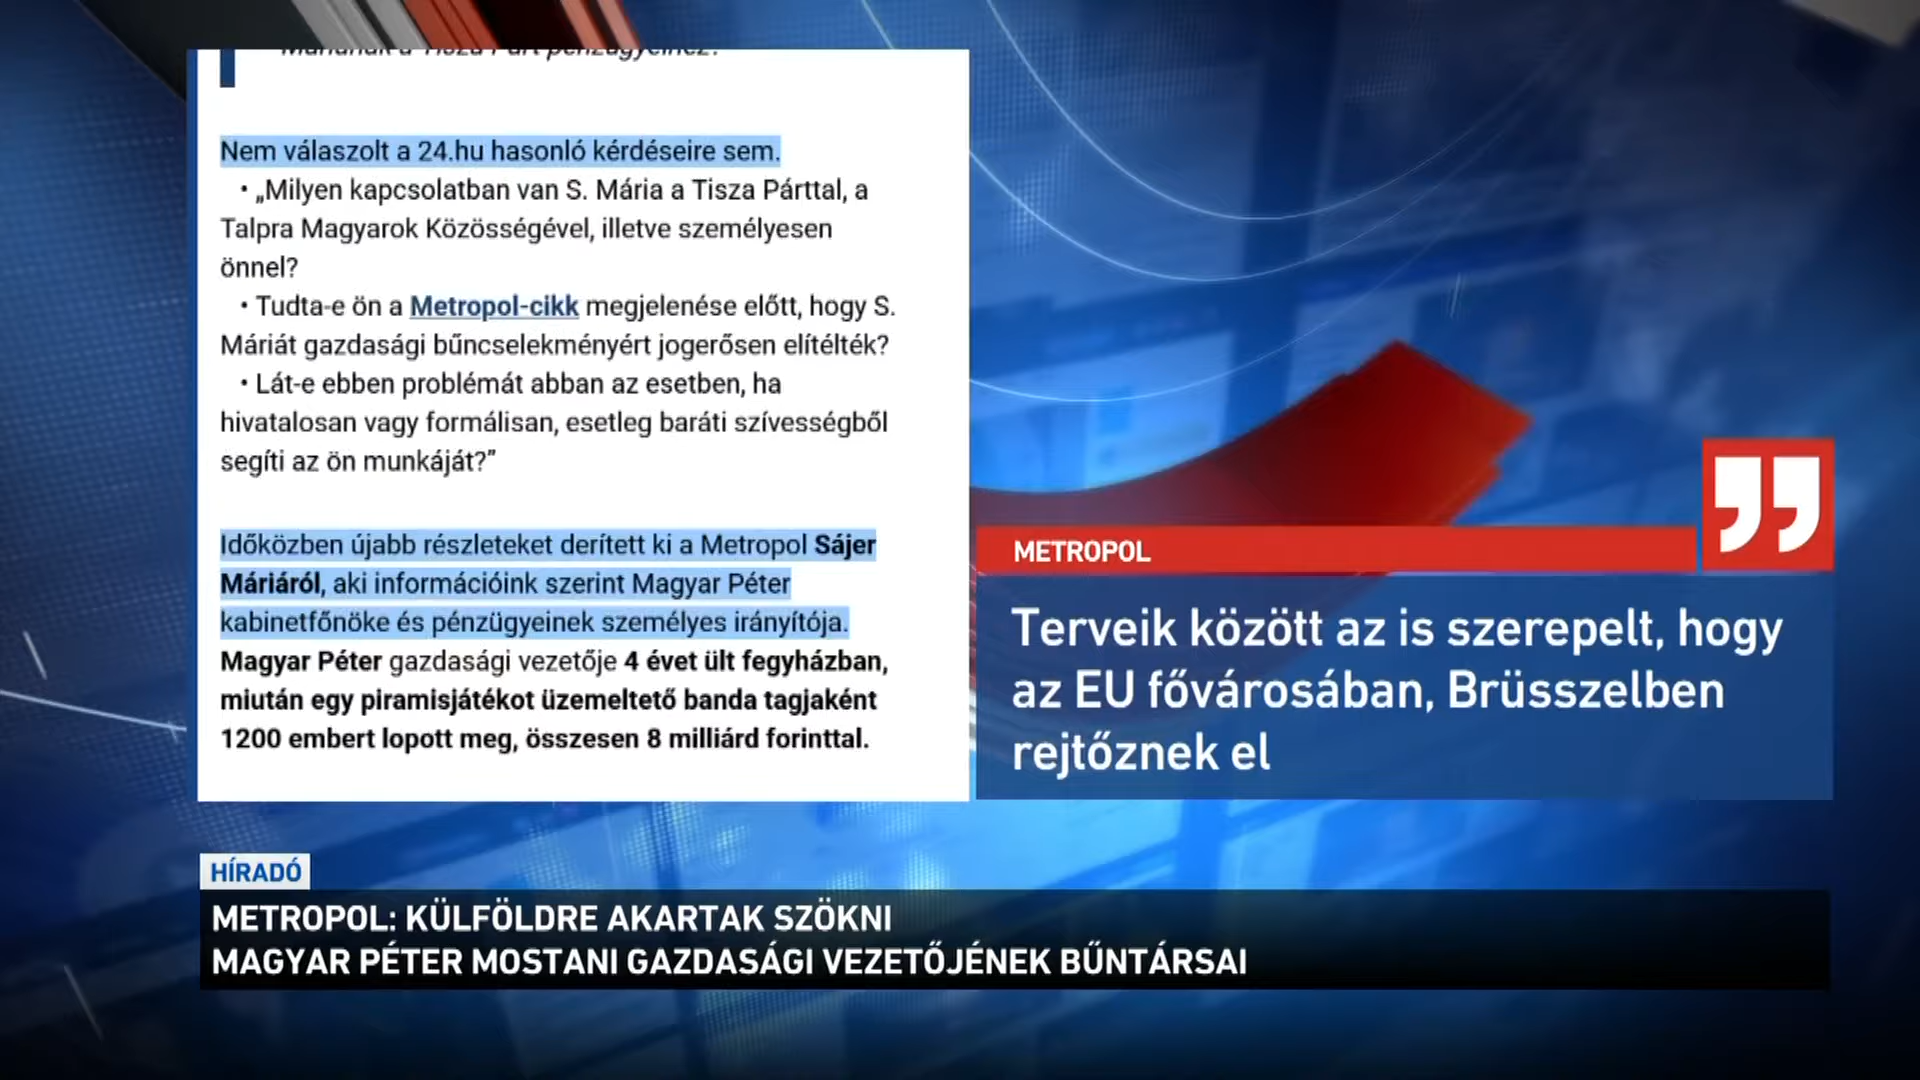 Nem válaszolt a 24.hu hasonló kérdéseire sem.
• „Milyen kapcsolatban van S. Mária a Tisza Párttal, a
Talpra Magyarok Közösségével, illetve személyesen
önnel?
• Tudta-e ön a Metropol-cikk megjelenése előtt, hogy S.
Máriát gazdasági bűncselekményért jogerősen elítélték?
• Lát-e ebben problémát abban az esetben, ha
hivatalosan vagy formálisan, esetleg baráti szívességből
segíti az ön munkáját?”
Időközben újabb részleteket derített ki a Metropol Sájer
Máriáról, aki információink szerint Magyar Péter
kabinetfőnöke és pénzügyeinek személyes irányítója.
Magyar Péter gazdasági vezetője 4 évet ült fegyházban,
miután egy piramisjátékot üzemeltető banda tagjaként
1200 embert lopott meg, összesen 8 milliárd forinttal.
METROPOL
Terveik között az is szerepelt, hogy
az EU fővárosában, Brüsszelben
rejtőznek el
HÍRADÓ
METROPOL: KÜLFÖLDRE AKARTAK SZÖKNI
MAGYAR PÉTER MOSTANI GAZDASÁGI VEZETŐJÉNEK BŰNTÁRSAI